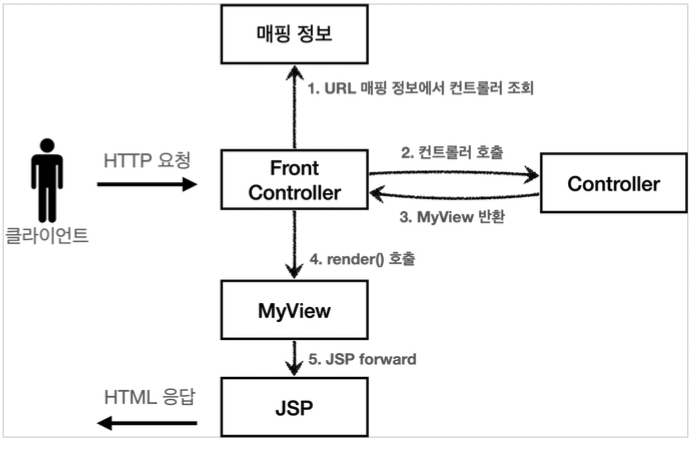 매핑 정보
1. URL 매핑 정보에서 컨트롤러 조회
HTTP 요청
Front
Controller
2. 컨트롤러 호출
Controller
3. MyView 반환
클라이언트
4. render() 호출
MyView
5. JSP forward
HTML 응답
JSP